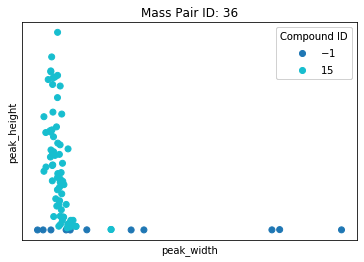 Mass Pair ID: 36
Compound ID
−1
15
peak_height
peak_width